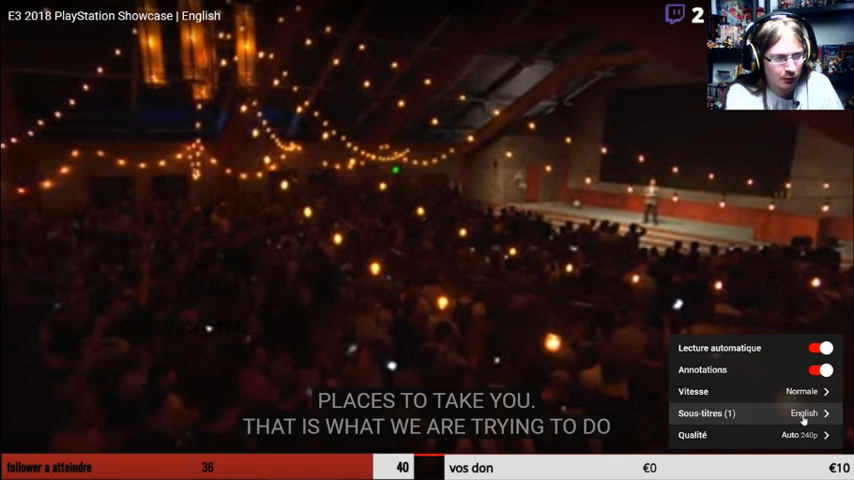 E3 2018 PlayStation Showcase | English
2
Lecture automatique
Annotations
Vitesse Normale
Sous-titres (1) English
Qualité Auto 240p
PLACES TO TAKE YOU.
THAT IS WHAT WE ARE TRYING TO DO
follower a atteindre 36 40 vos don €0 €10